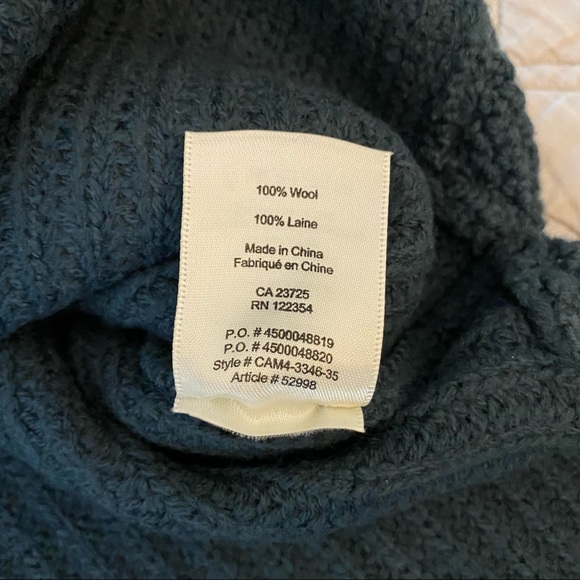 100% Wool
100% Laine
Made in China
Fabriqué en Chine
CA 23725
RN 122354
P.O. # 4500048819
P.O. # 4500048820
Style # CAM4-3346-35
Article # 52998